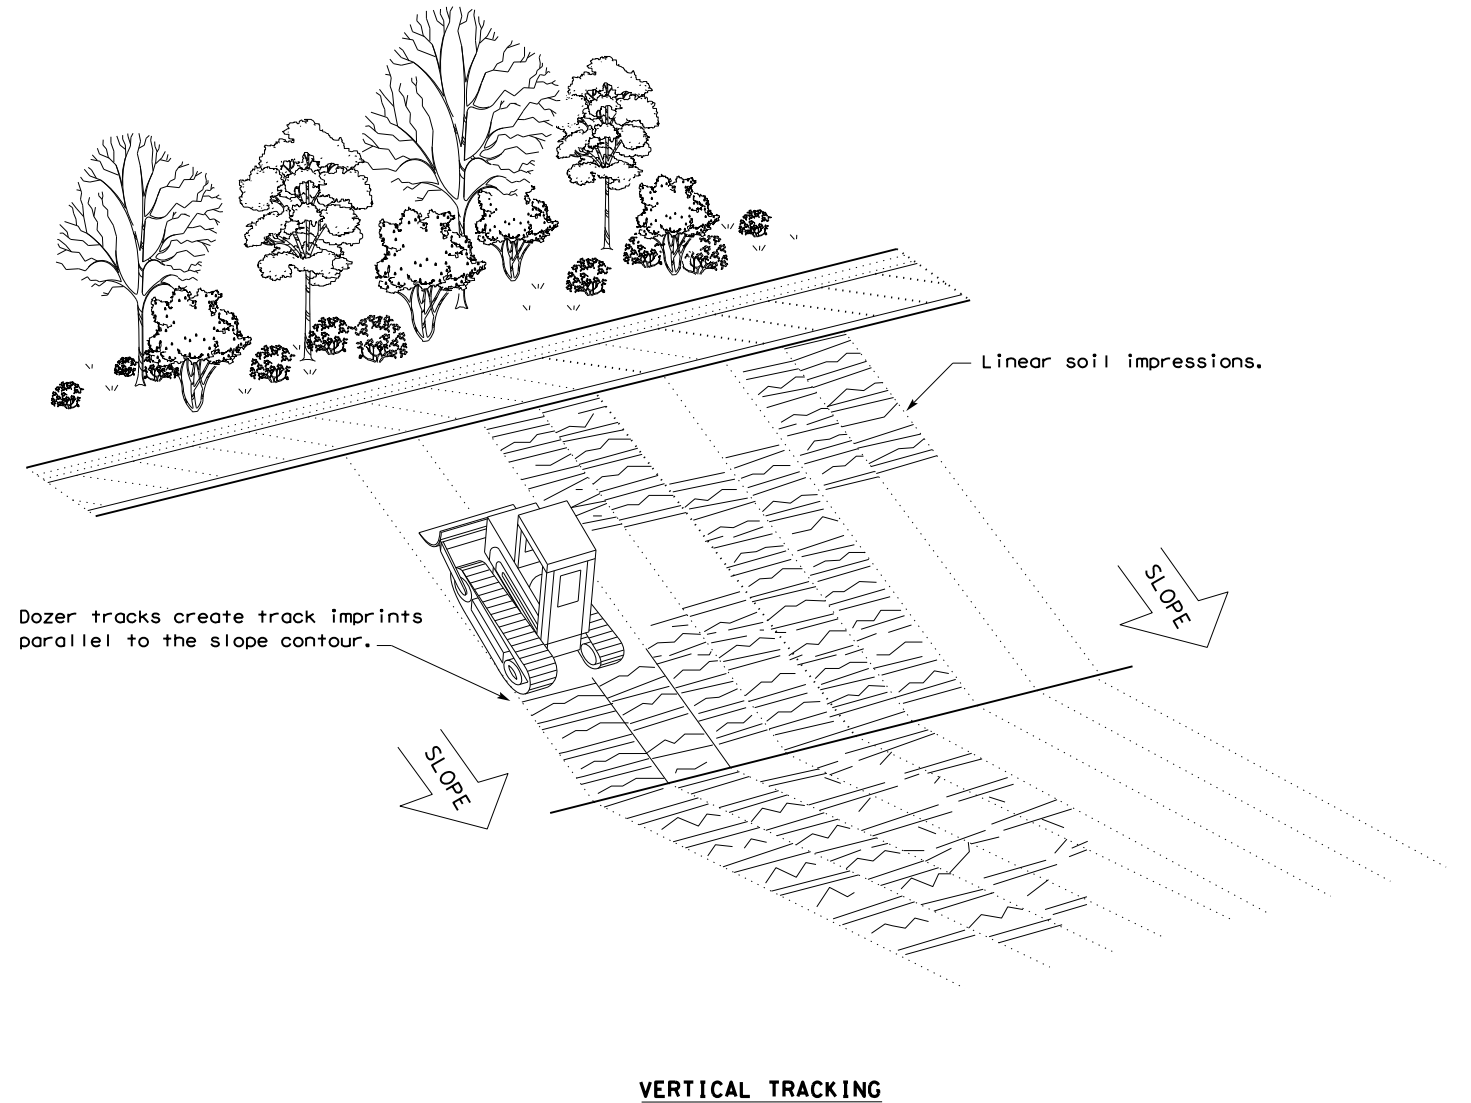 Linear soil impressions.
Dozer tracks create track imprints
parallel to the slope contour.
SLOPE
SLOPE
VERTICAL TRACKING